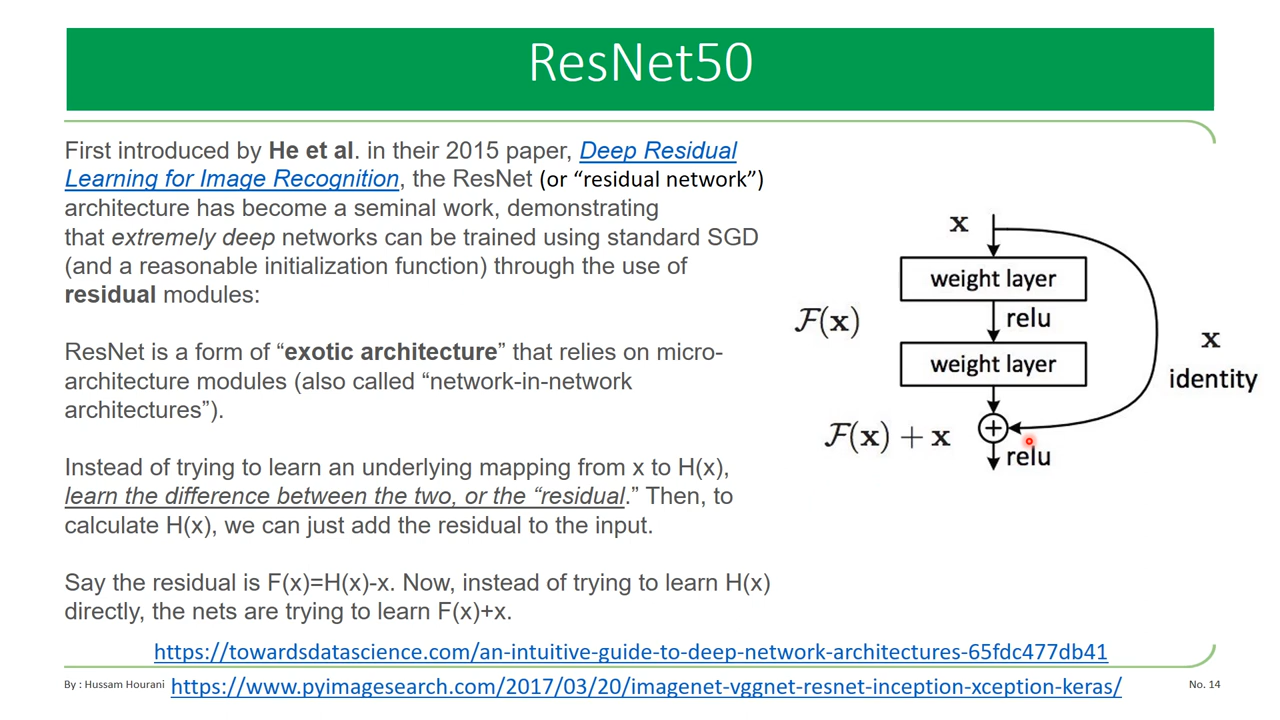 ResNet50
First introduced by He et al. in their 2015 paper, Deep Residual
Learning for Image Recognition, the ResNet (or “residual network”)
architecture has become a seminal work, demonstrating
that extremely deep networks can be trained using standard SGD
(and a reasonable initialization function) through the use of
residual modules:
ResNet is a form of “exotic architecture” that relies on micro-
architecture modules (also called “network-in-network
architectures”).
Instead of trying to learn an underlying mapping from x to H(x),
learn the difference between the two, or the “residual.” Then, to
calculate H(x), we can just add the residual to the input.
Say the residual is F(x)=H(x)-x. Now, instead of trying to learn H(x)
directly, the nets are trying to learn F(x)+x.
x
weight layer
F(x)
relu
weight layer
x
identity
F(x) + x
relu
https://towardsdatascience.com/an-intuitive-guide-to-deep-network-architectures-65fdc477db41
By : Hussam Hourani
https://www.pyimagesearch.com/2017/03/20/imagenet-vggnet-resnet-inception-xception-keras/
No. 14